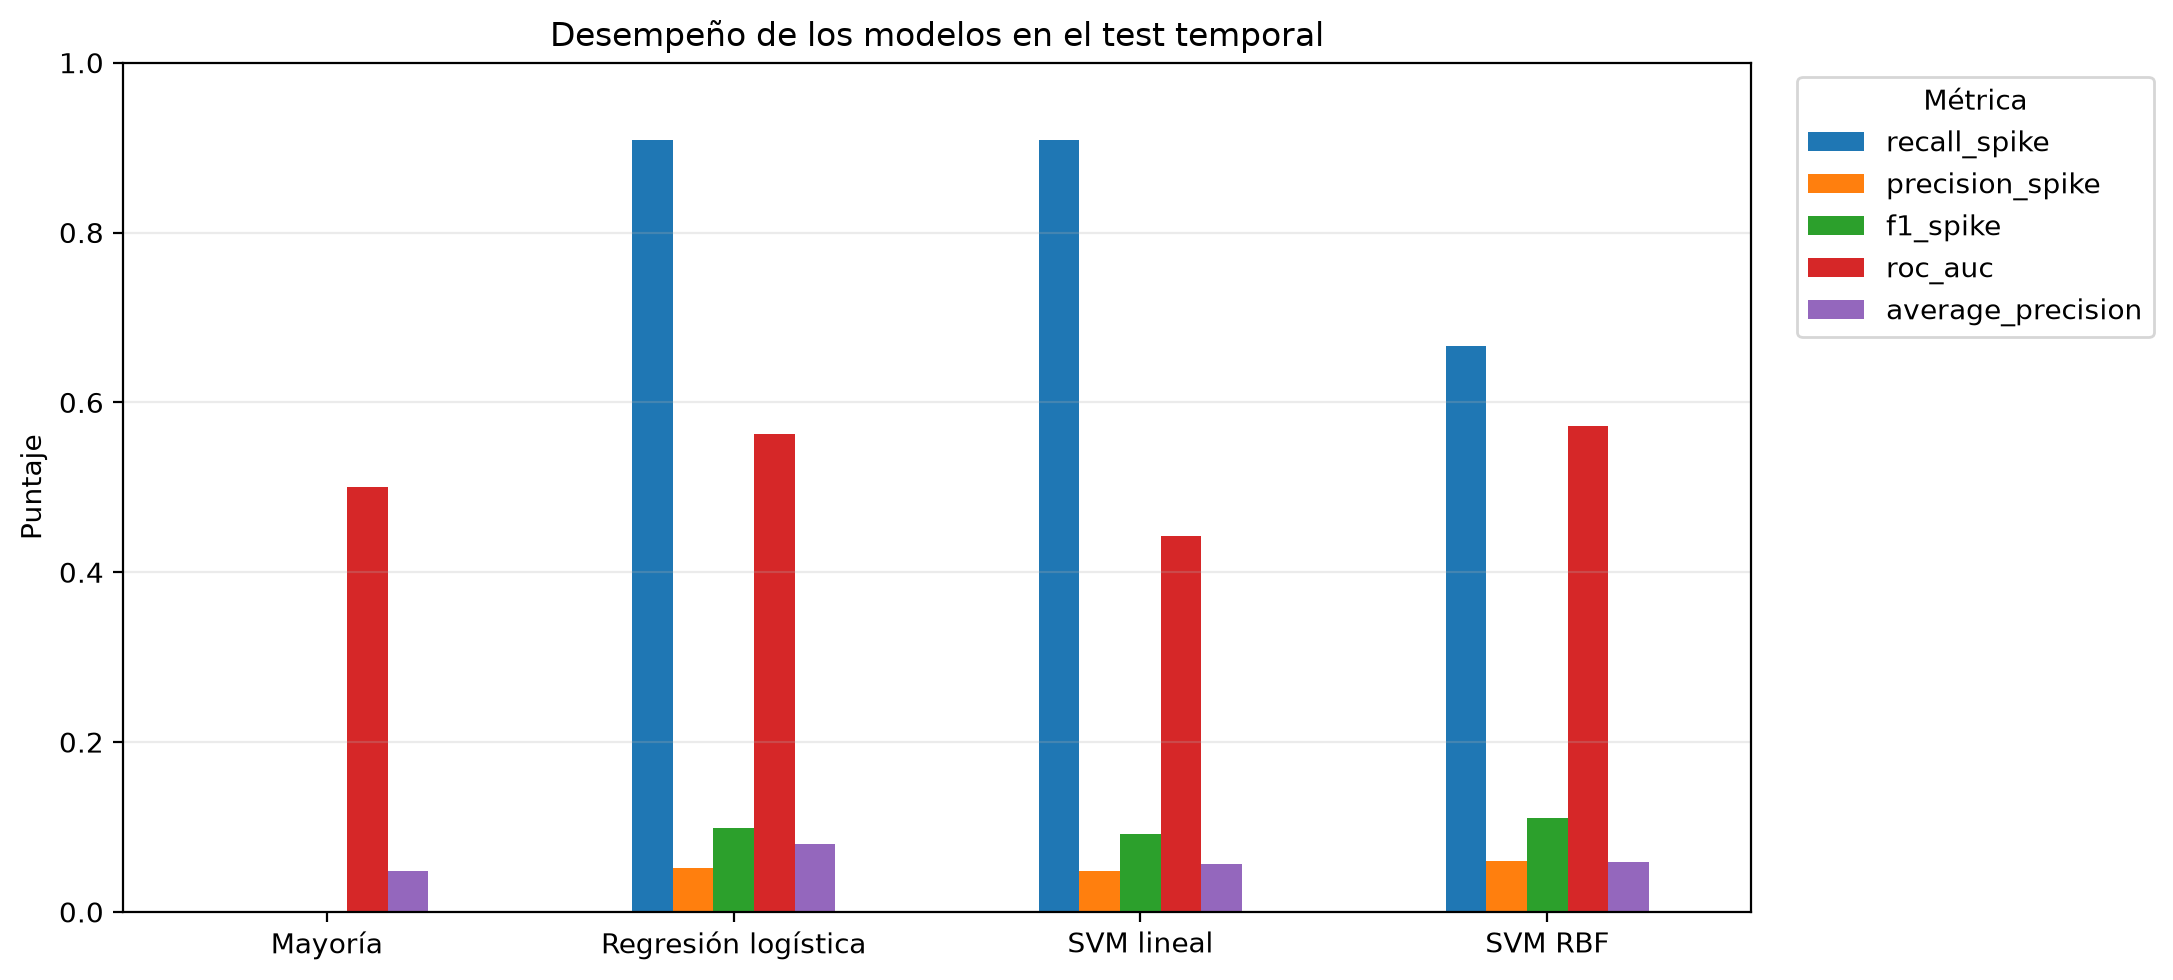 Desempeño de los modelos en el test temporal
Puntaje
1.0
0.8
0.6
0.4
0.2
0.0
Mayoría
Regresión logística
SVM lineal
SVM RBF
Métrica
recall_spike
precision_spike
f1_spike
roc_auc
average_precision